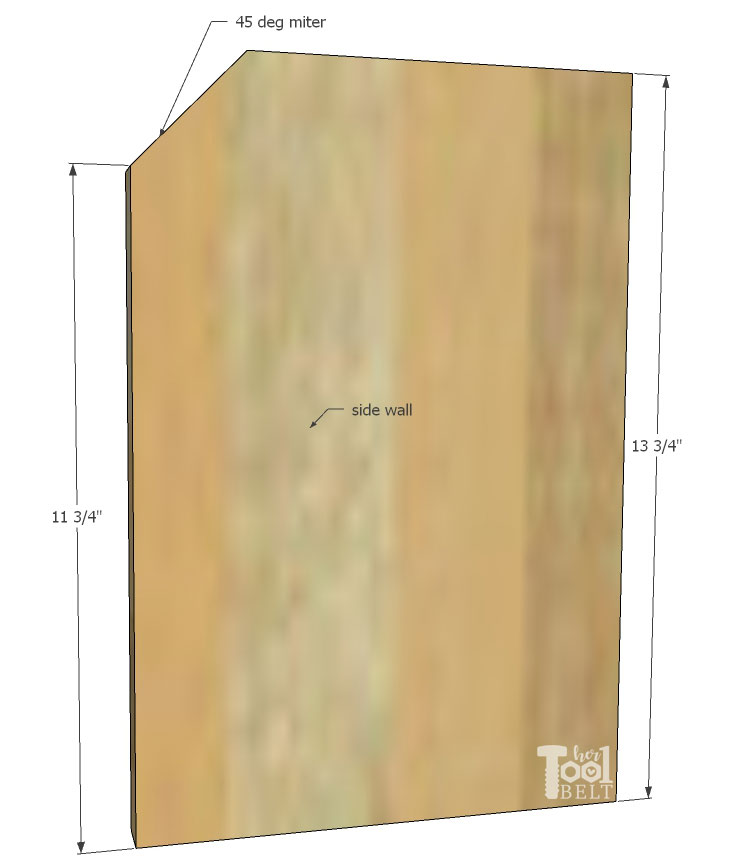 45 deg miter
side wall
13 3/4"
11 3/4"
her
TOOl
BELT